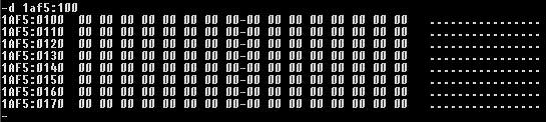 -d 1af5:100
1AF5:0100  00 00 00 00 00 00 00 00-00 00 00 00 00 00 00 00   ................
1AF5:0110  00 00 00 00 00 00 00 00-00 00 00 00 00 00 00 00   ................
1AF5:0120  00 00 00 00 00 00 00 00-00 00 00 00 00 00 00 00   ................
1AF5:0130  00 00 00 00 00 00 00 00-00 00 00 00 00 00 00 00   ................
1AF5:0140  00 00 00 00 00 00 00 00-00 00 00 00 00 00 00 00   ................
1AF5:0150  00 00 00 00 00 00 00 00-00 00 00 00 00 00 00 00   ................
1AF5:0160  00 00 00 00 00 00 00 00-00 00 00 00 00 00 00 00   ................
1AF5:0170  00 00 00 00 00 00 00 00-00 00 00 00 00 00 00 00   ................
-